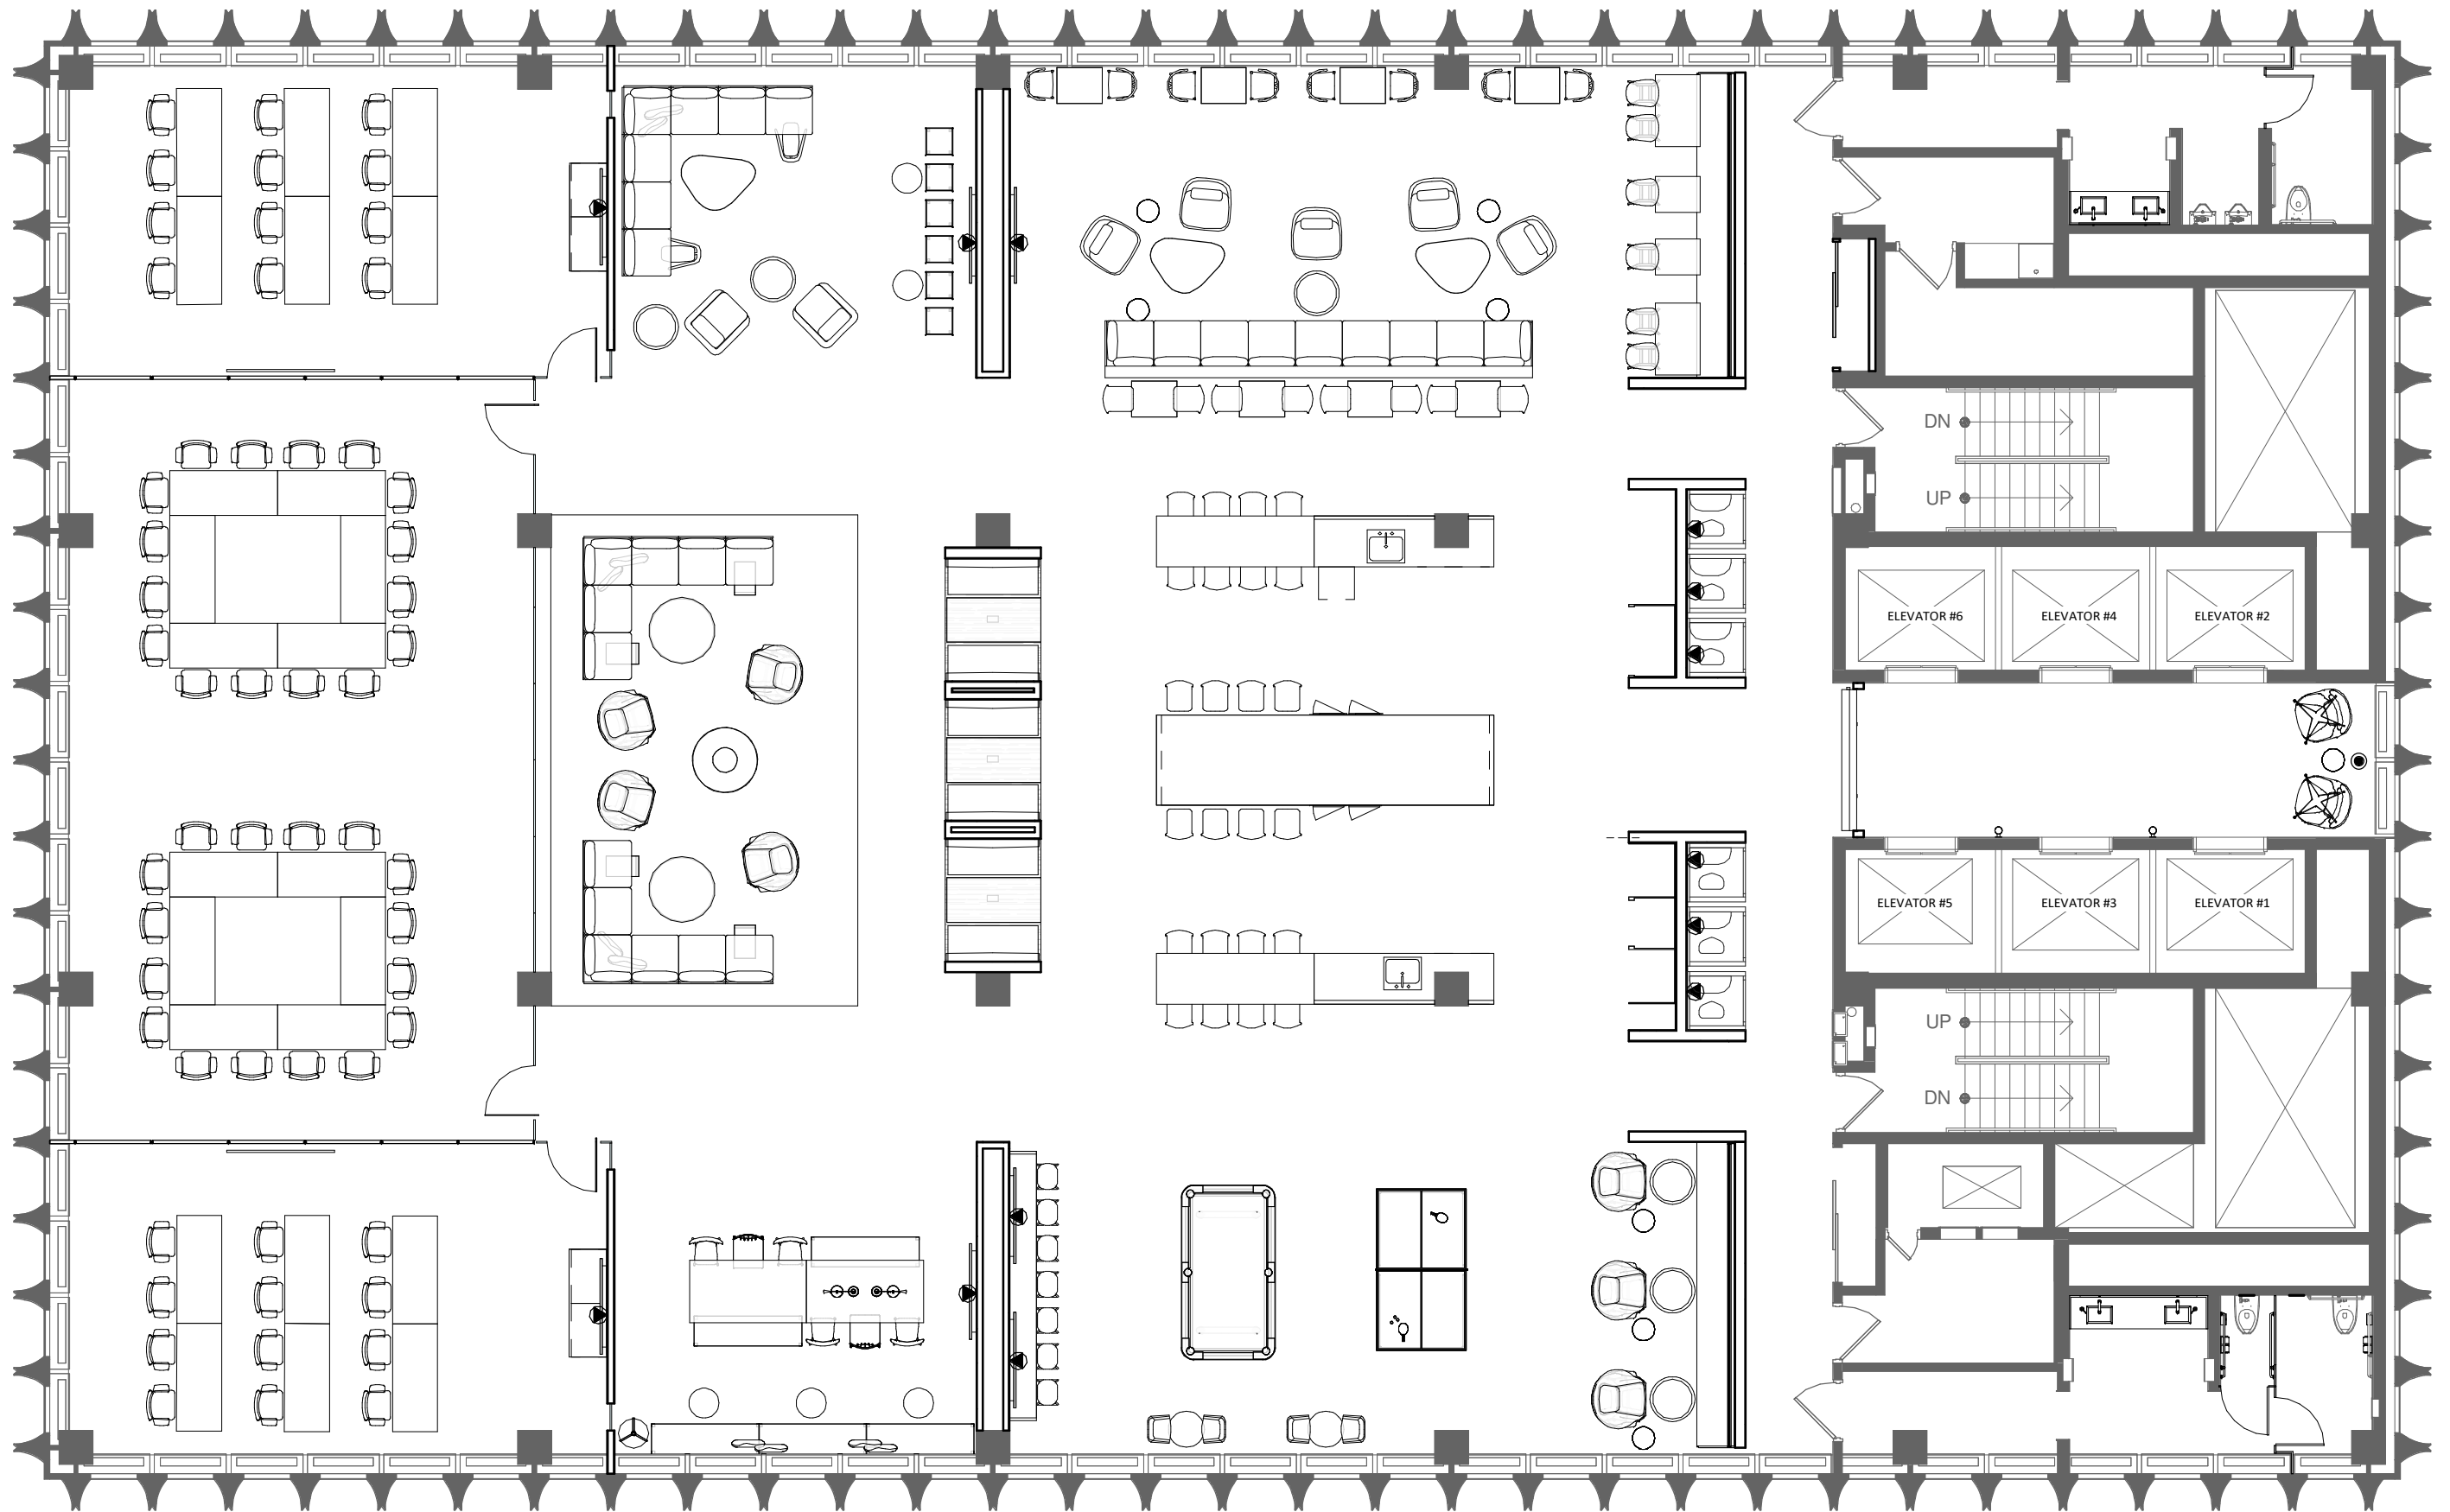 DN
UP
ELEVATOR #6
ELEVATOR #4
ELEVATOR #2
ELEVATOR #5
ELEVATOR #3
ELEVATOR #1
UP
DN